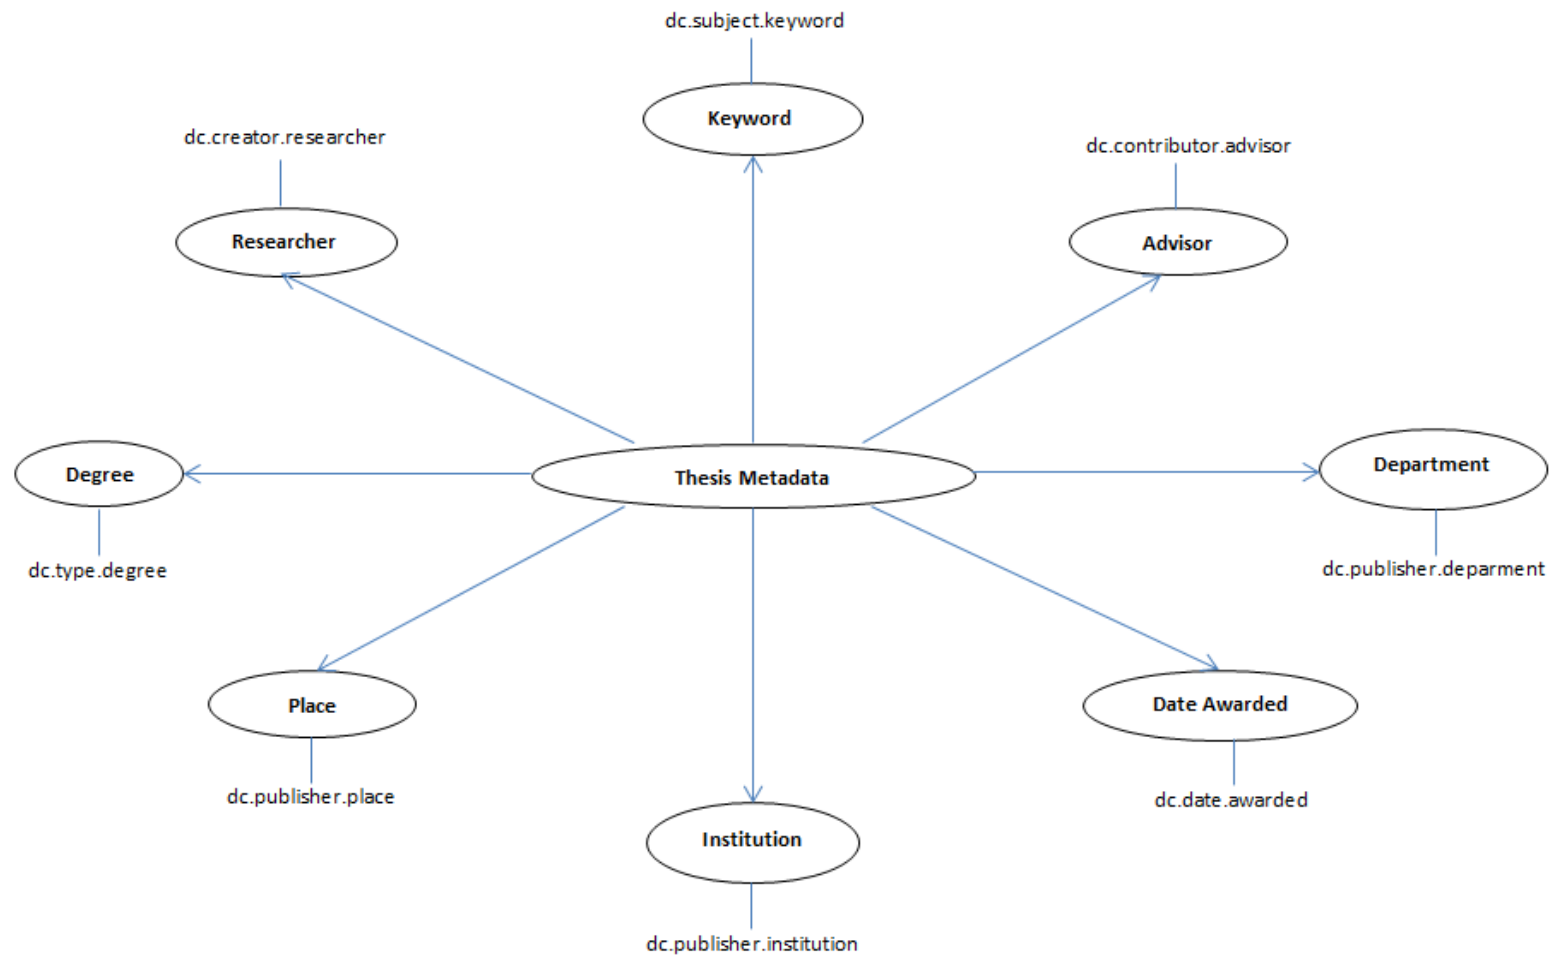 dc.subject.keyword
Keyword
dc.creator.researcher
dc.contributor.advisor
Researcher
Advisor
Degree
Thesis Metadata
Department
dc.type.degree
dc.publisher.deparment
Place
Date Awarded
dc.publisher.place
dc.date.awarded
Institution
dc.publisher.institution